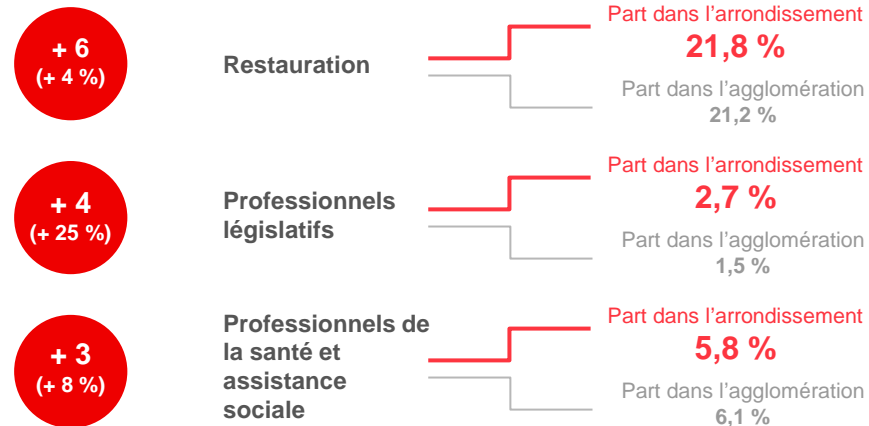 + 6
(+ 4 %)
Restauration
Part dans l'arrondissement
21,8 %
Part dans l'agglomération
21,2 %
+ 4
(+ 25 %)
Professionnels
législatifs
Part dans l'arrondissement
2,7 %
Part dans l'agglomération
1,5 %
+ 3
(+ 8 %)
Professionnels de
la santé et
assistance
sociale
Part dans l'arrondissement
5,8 %
Part dans l'agglomération
6,1 %